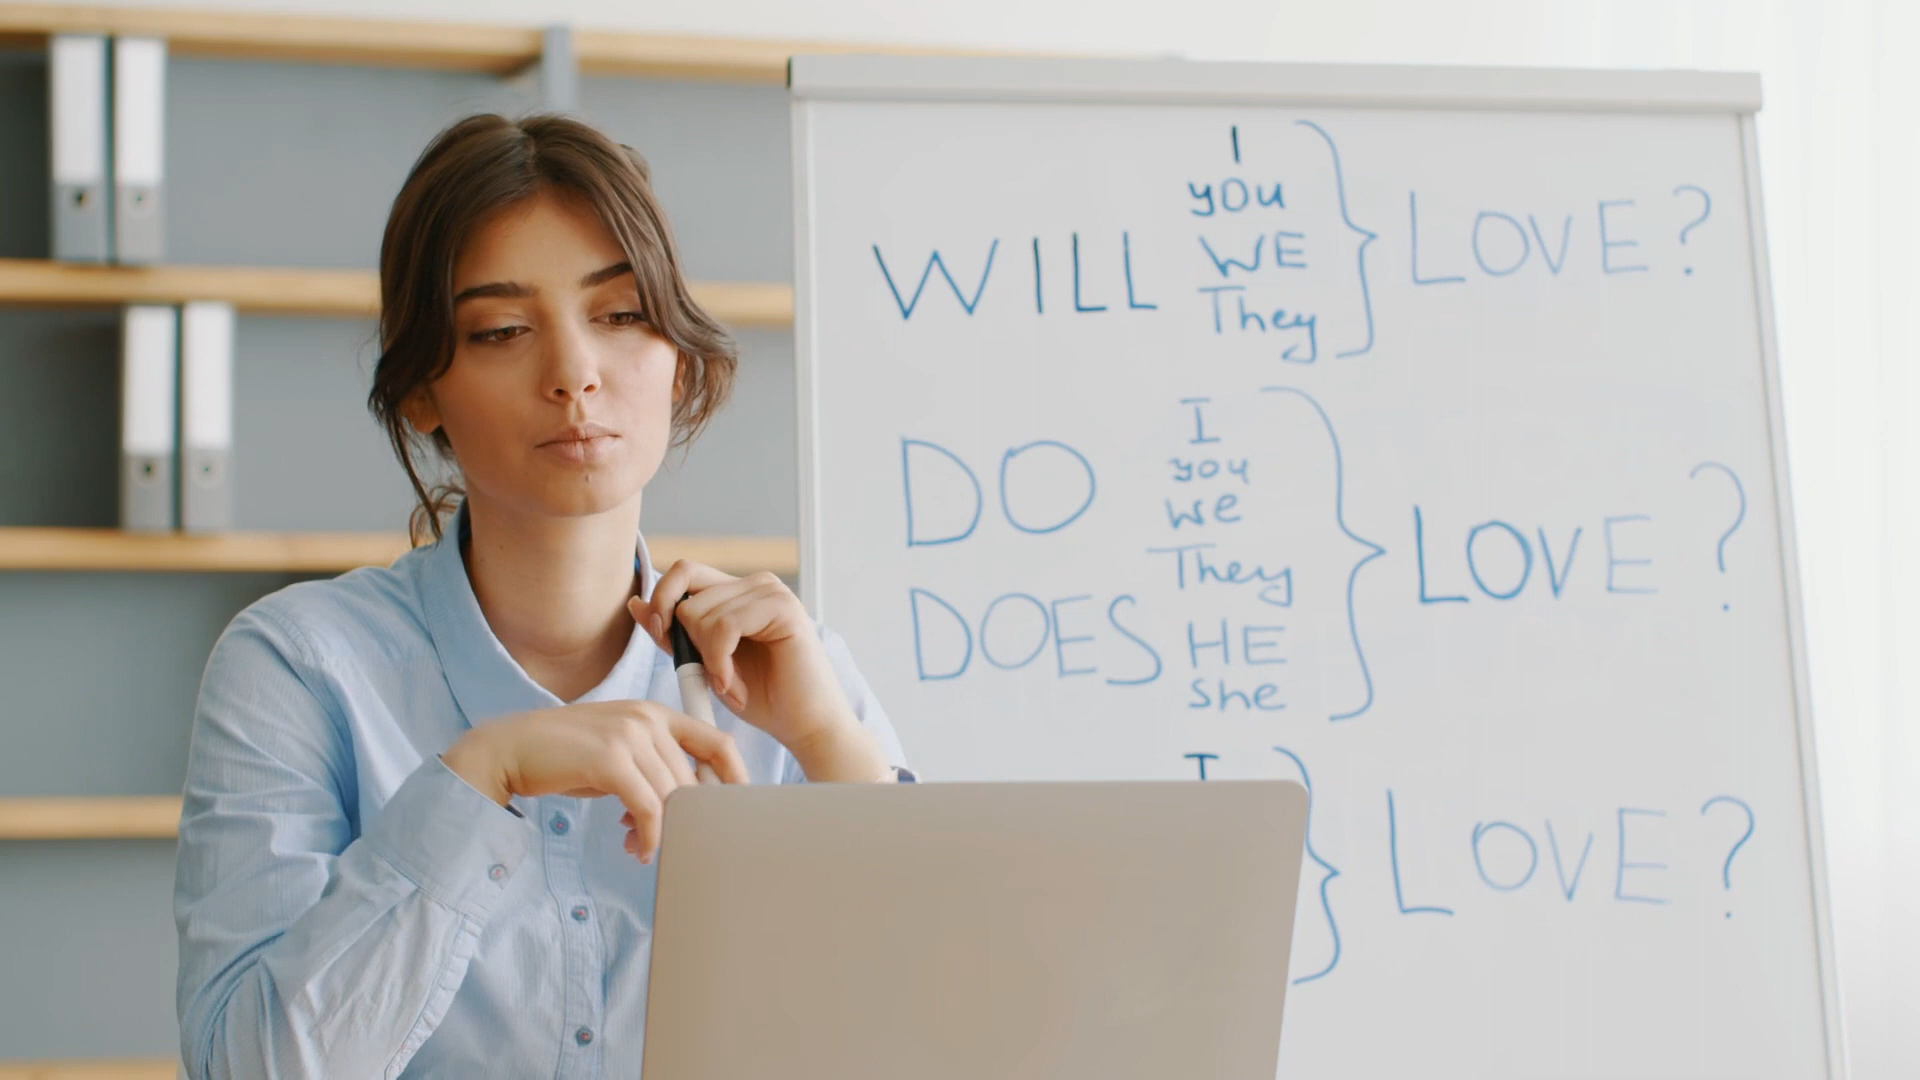 WILL I you WE They } LOVE ?
DO I you we They
DOES HE she } LOVE ?
I } LOVE ?